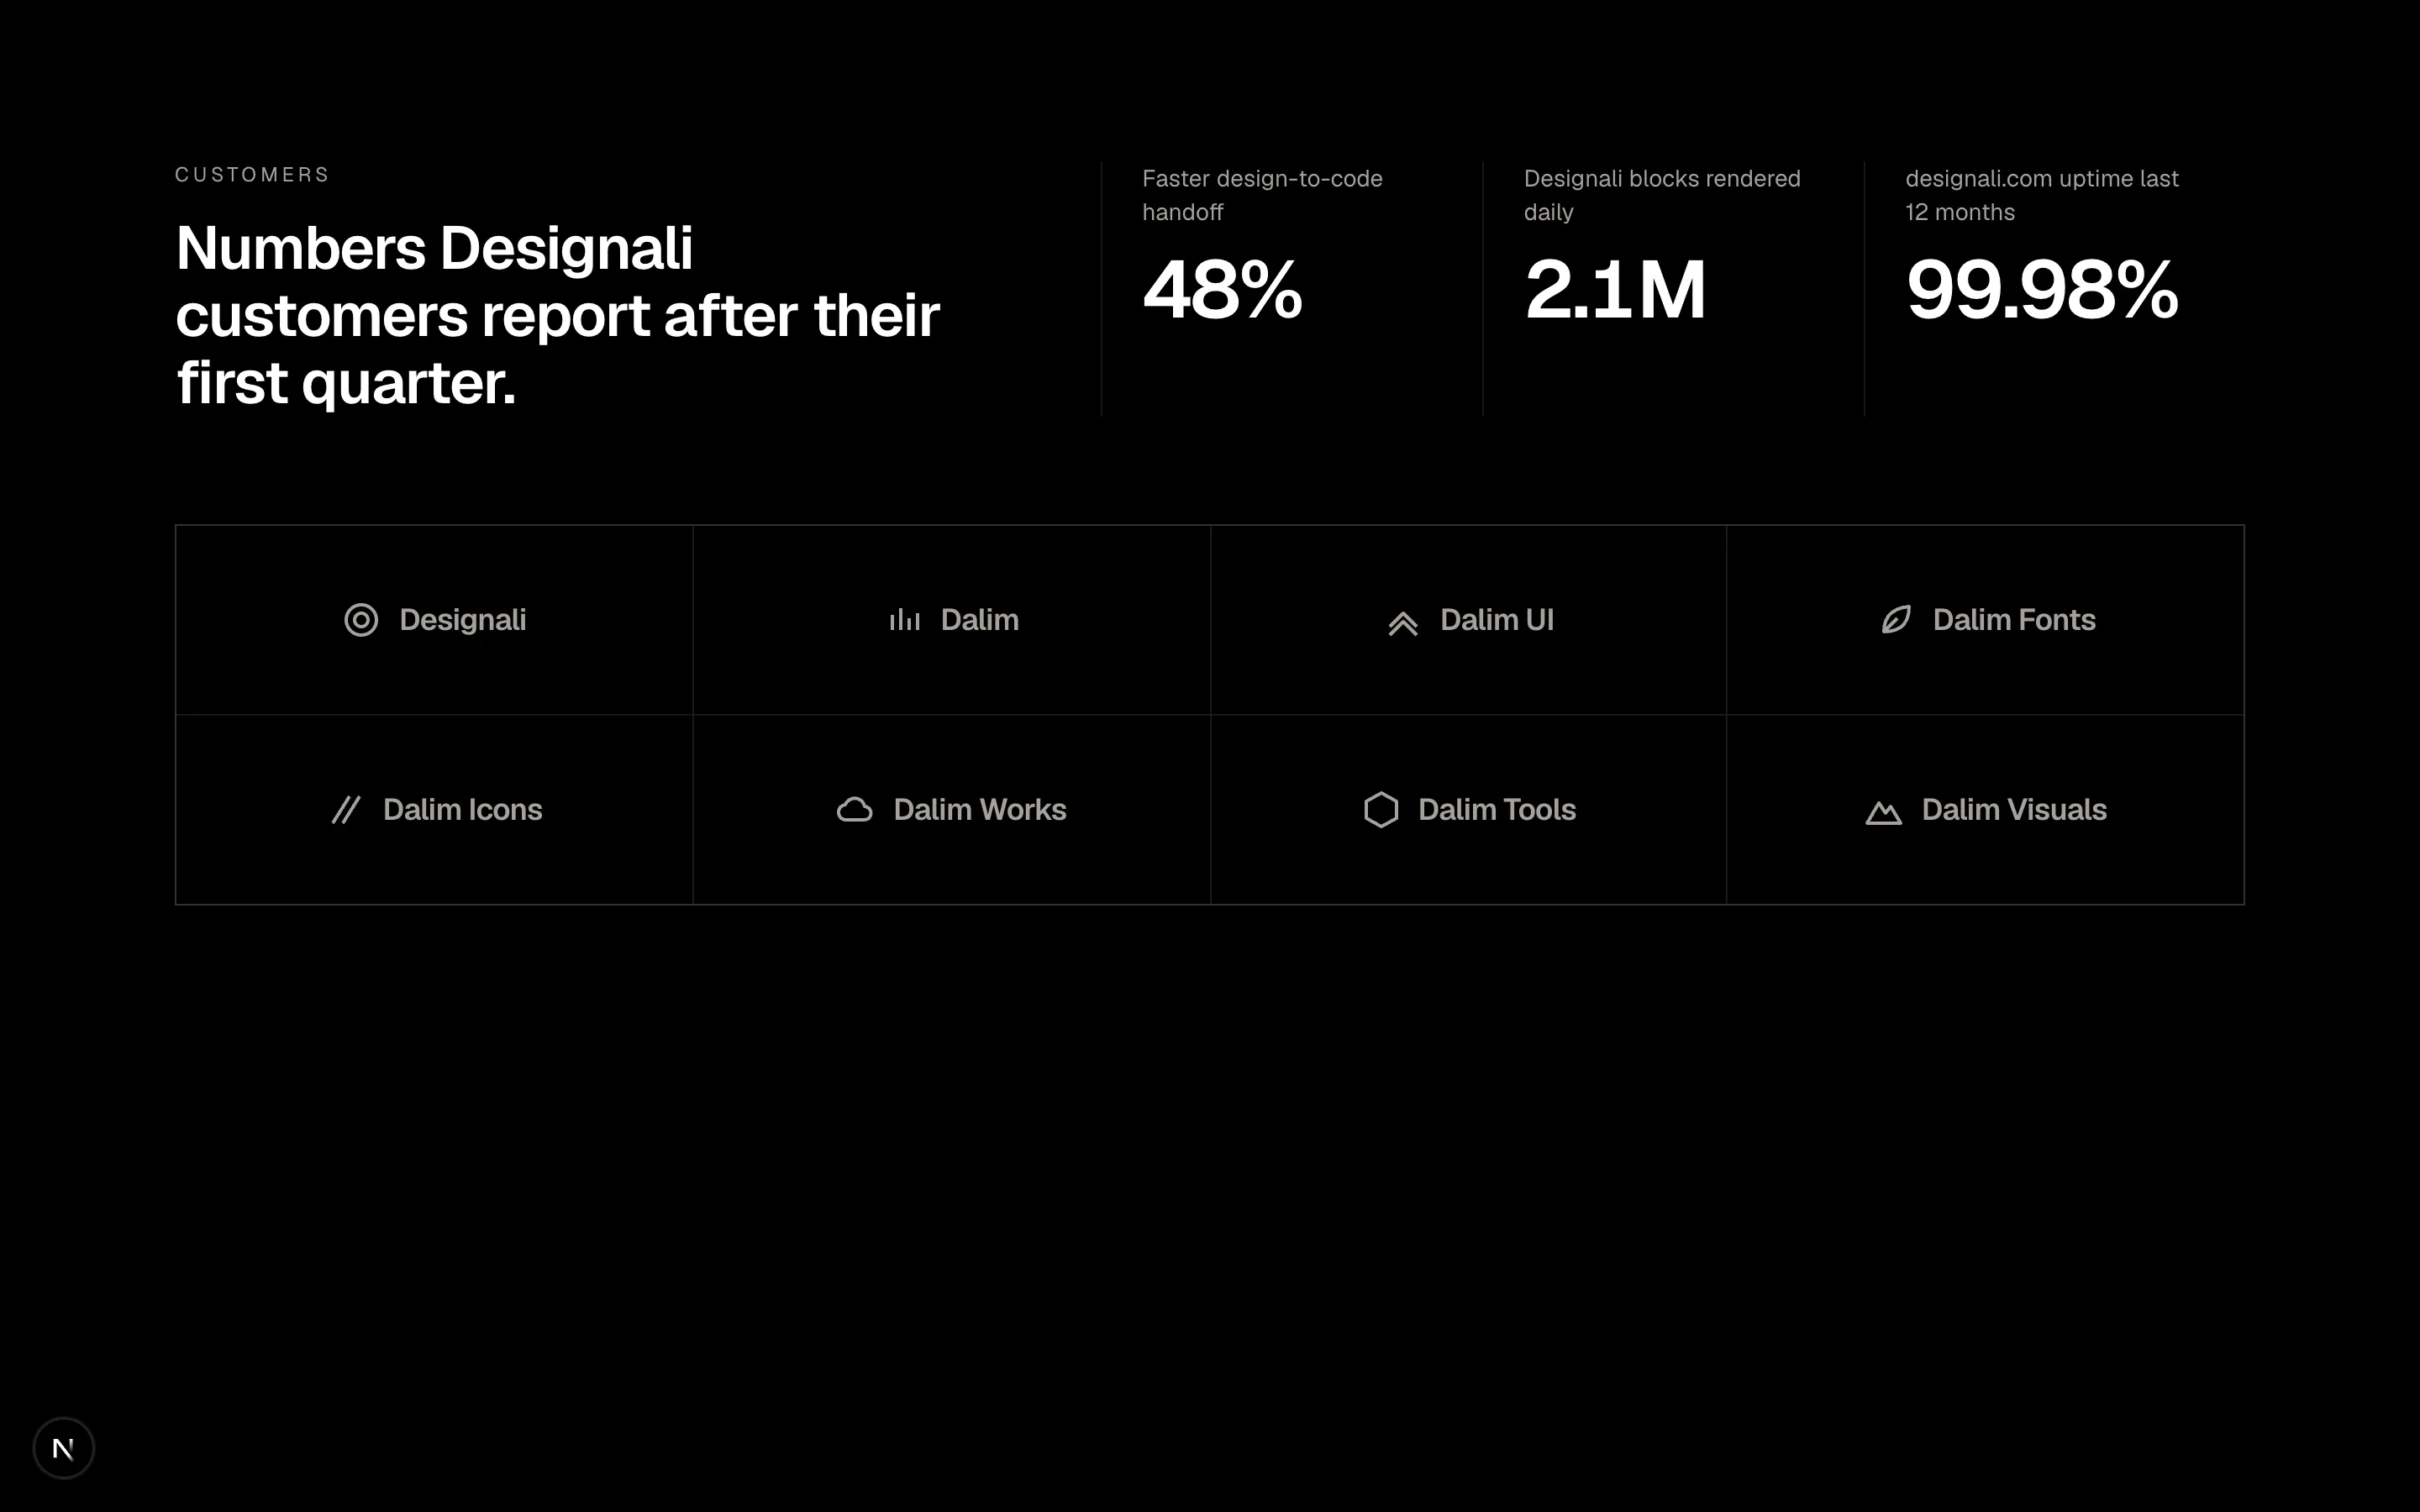 CUSTOMERS
Numbers Designali
customers report after their
first quarter.
Faster design-to-code
handoff
48%
Designali blocks rendered
daily
2.1M
designali.com uptime last
12 months
99.98%
Designali
Dalim
Dalim UI
Dalim Fonts
Dalim Icons
Dalim Works
Dalim Tools
Dalim Visuals
N